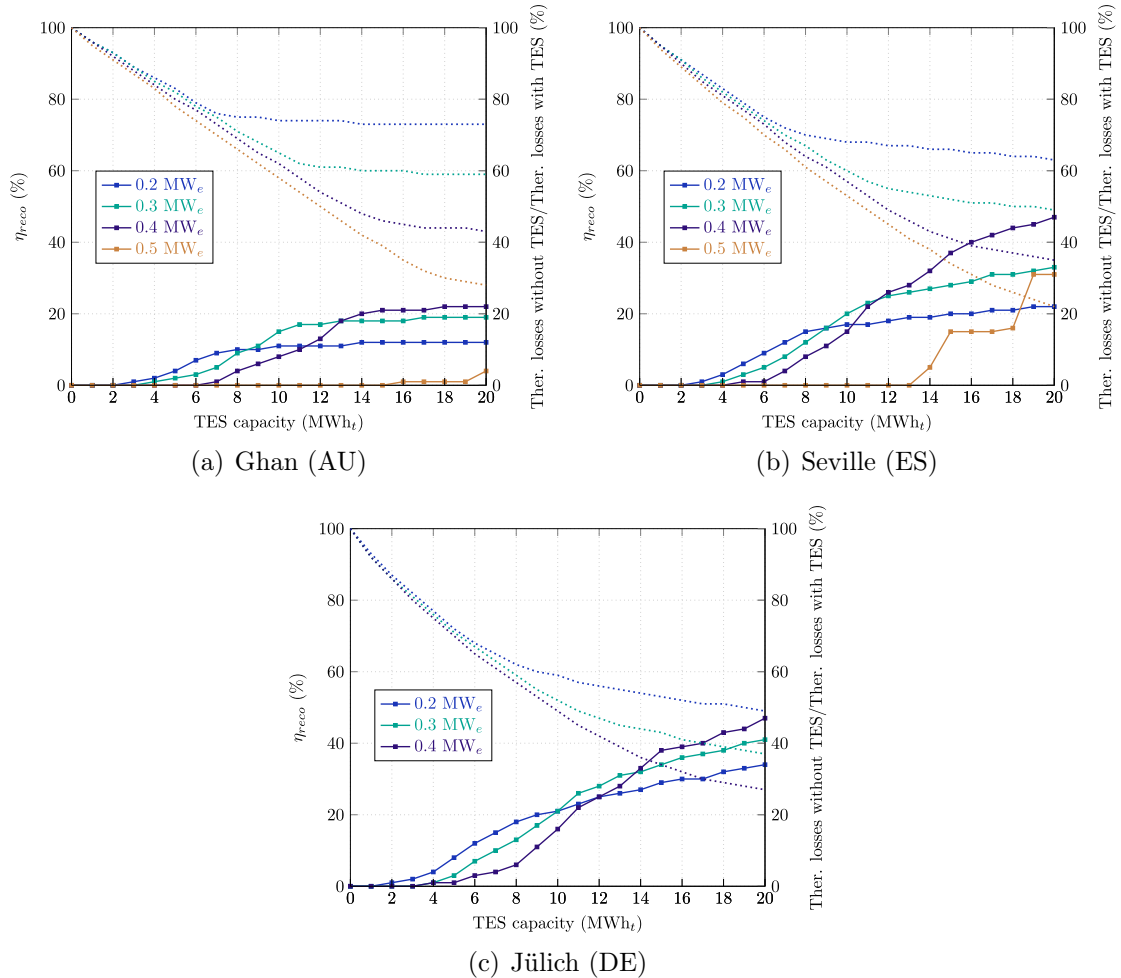 100
80
60
40
20
0
η_reco (%)
0.2 MW_e
0.3 MW_e
0.4 MW_e
0.5 MW_e
0 2 4 6 8 10 12 14 16 18 20
TES capacity (MWh_t)
100
80
60
40
20
0
Ther. losses without TES/Ther. losses with TES (%)
(a) Ghan (AU)
100
80
60
40
20
0
η_reco (%)
0.2 MW_e
0.3 MW_e
0.4 MW_e
0.5 MW_e
0 2 4 6 8 10 12 14 16 18 20
TES capacity (MWh_t)
100
80
60
40
20
0
Ther. losses without TES/Ther. losses with TES (%)
(b) Seville (ES)
100
80
60
40
20
0
η_reco (%)
0.2 MW_e
0.3 MW_e
0.4 MW_e
0 2 4 6 8 10 12 14 16 18 20
TES capacity (MWh_t)
100
80
60
40
20
0
Ther. losses without TES/Ther. losses with TES (%)
(c) Jülich (DE)